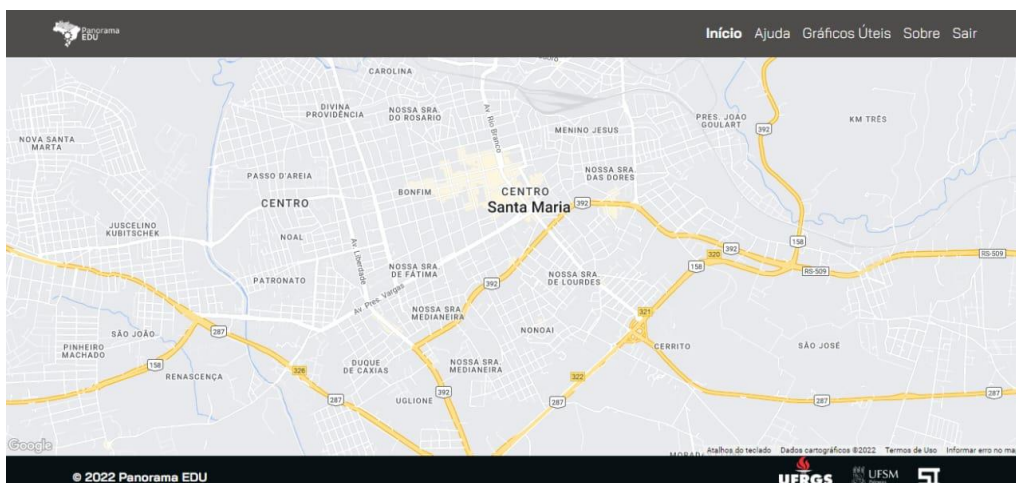 Panorama
EDU
Início Ajuda Gráficos Úteis Sobre Sair
CAROLINA
DIVINA
PROVIDÊNCIA
NOSSA SRA.
DO ROSARIO
Av. Rio Branco
MENINO JESUS
PRES. JOÃO
GOULART
392
KM TRÊS
NOVA SANTA
MARTA
PASSO D'AREIA
BONFIM
NOSSA SRA.
DAS DORES
CENTRO
CENTRO
Santa Maria
392
JUSCELINO
KUBITSCHEK
NOAL
Av. Liberdade
392
320
158
158
RS-509
RS-509
PATRONATO
NOSSA SRA.
DE FÁTIMA
392
NOSSA SRA.
DE LOURDES
Av. Pres. Vargas
NOSSA SRA.
MEDIANEIRA
321
SÃO JOÃO
287
NONOAI
PINHEIRO
MACHADO
158
CERRITO
SÃO JOSÉ
RENASCENÇA
326
DUQUE
DE CAXIAS
NOSSA SRA.
MEDIANEIRA
322
287
UGLIONE
392
287
287
287
Google
Atalhos do teclado Dados cartográficos ©2022 Termos de Uso Informar erro no
© 2022 Panorama EDU
UFRGS
UFSM